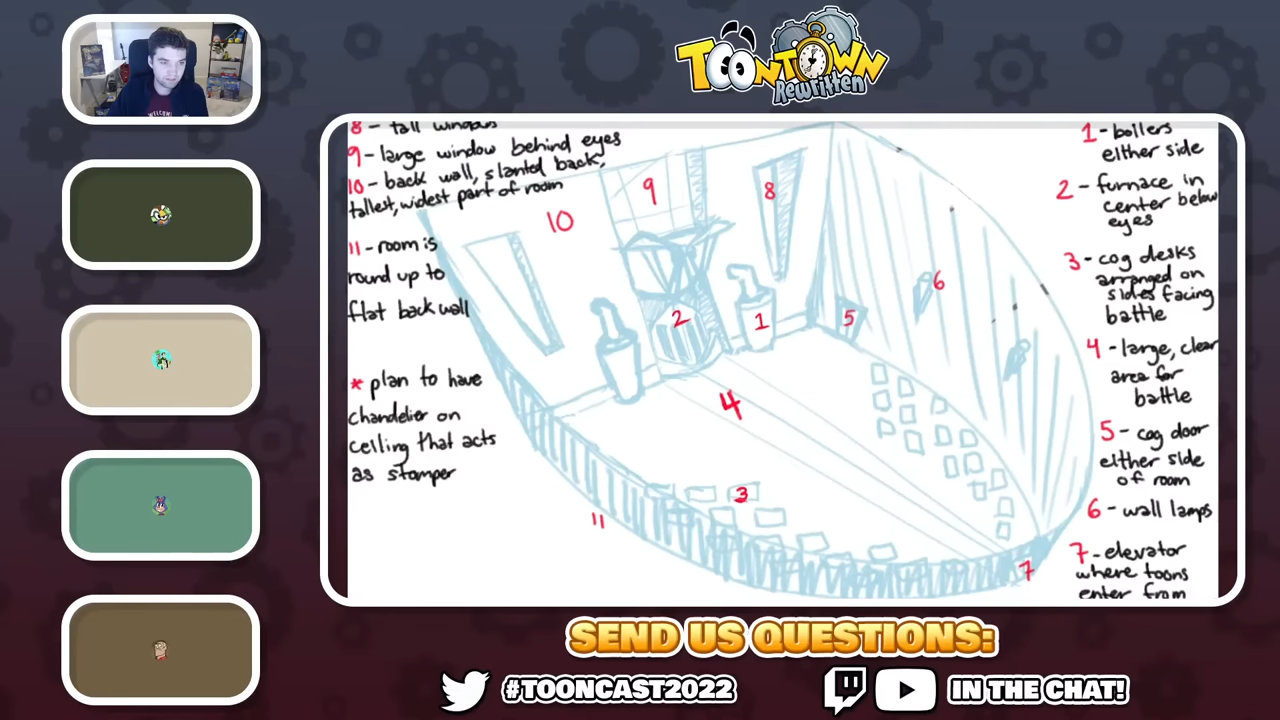 TOONTOWN
Rewritten
8 - tall windows
9 - large window behind eyes
10 - back wall, slanted back,
tallest, widest part of room
11 - room is
round up to
flat back wall
* plan to have
chandelier on
ceiling that acts
as stamper
10
9
8
2
1
5
6
4
3
11
7
1 - boilers
either side
2 - furnace in
center below
eyes
3 - cog desks
arranged on
sides facing
battle
4 - large, clear
area for
battle
5 - cog door
either side
of room
6 - wall lamps
7 - elevator
where toons
enter from
WELCOME
SEND US QUESTIONS:
#TOONCAST2022
IN THE CHAT!